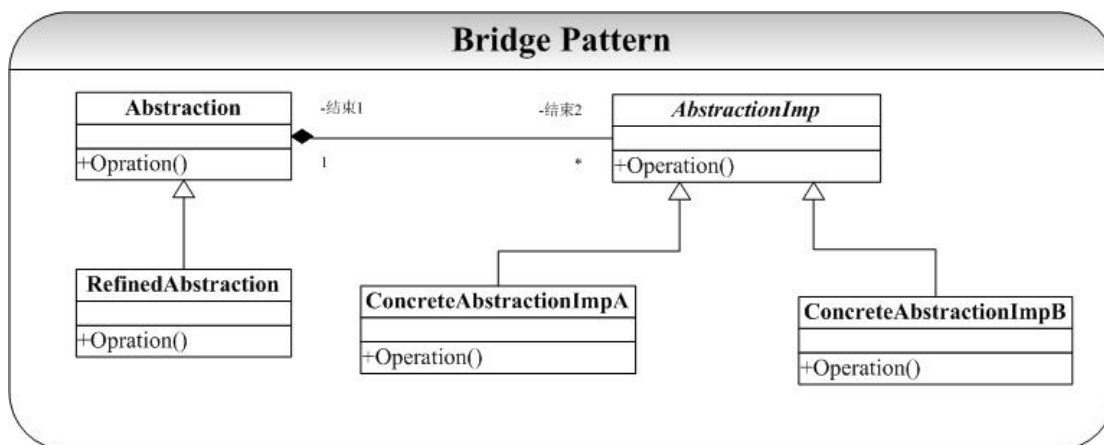 Bridge Pattern
Abstraction
-结束1
-结束2
AbstractionImp
+Opration()
1
*
+Operation()
RefinedAbstraction
+Opration()
ConcreteAbstractionImpA
+Operation()
ConcreteAbstractionImpB
+Operation()